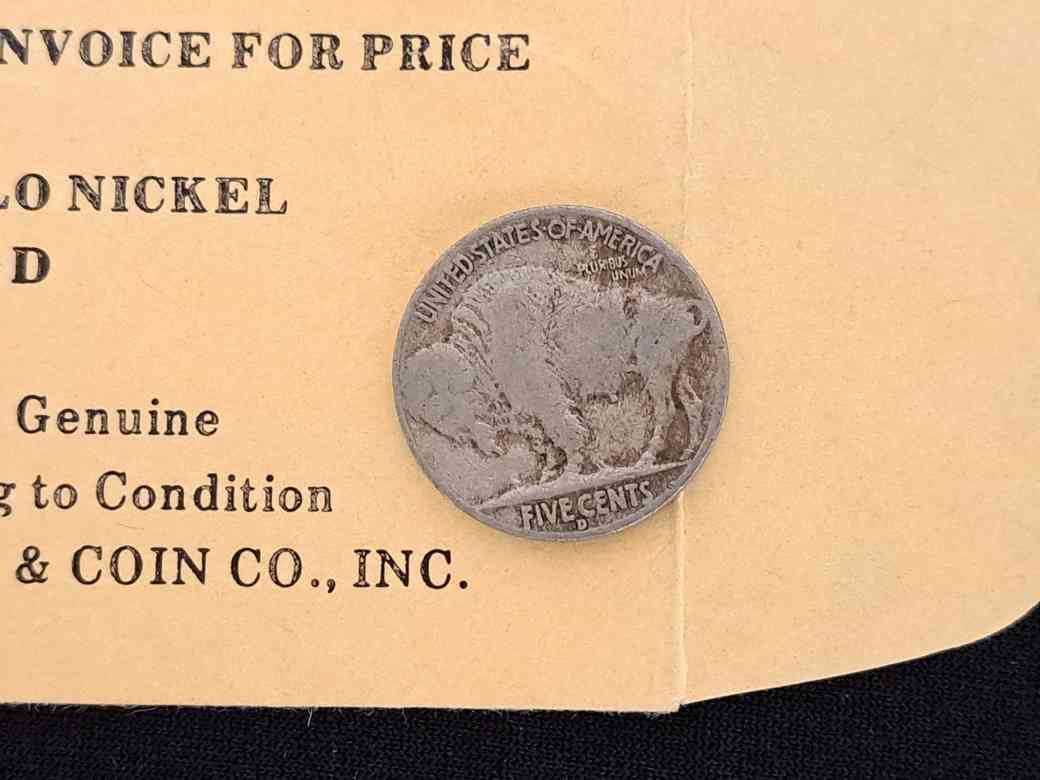 NVOICE FOR PRICE
LO NICKEL
D
Genuine
g to Condition
& COIN CO., INC.
UNITED·STATES·OF·AMERICA
E
PLURIBUS
UNUM
FIVE CENTS
D